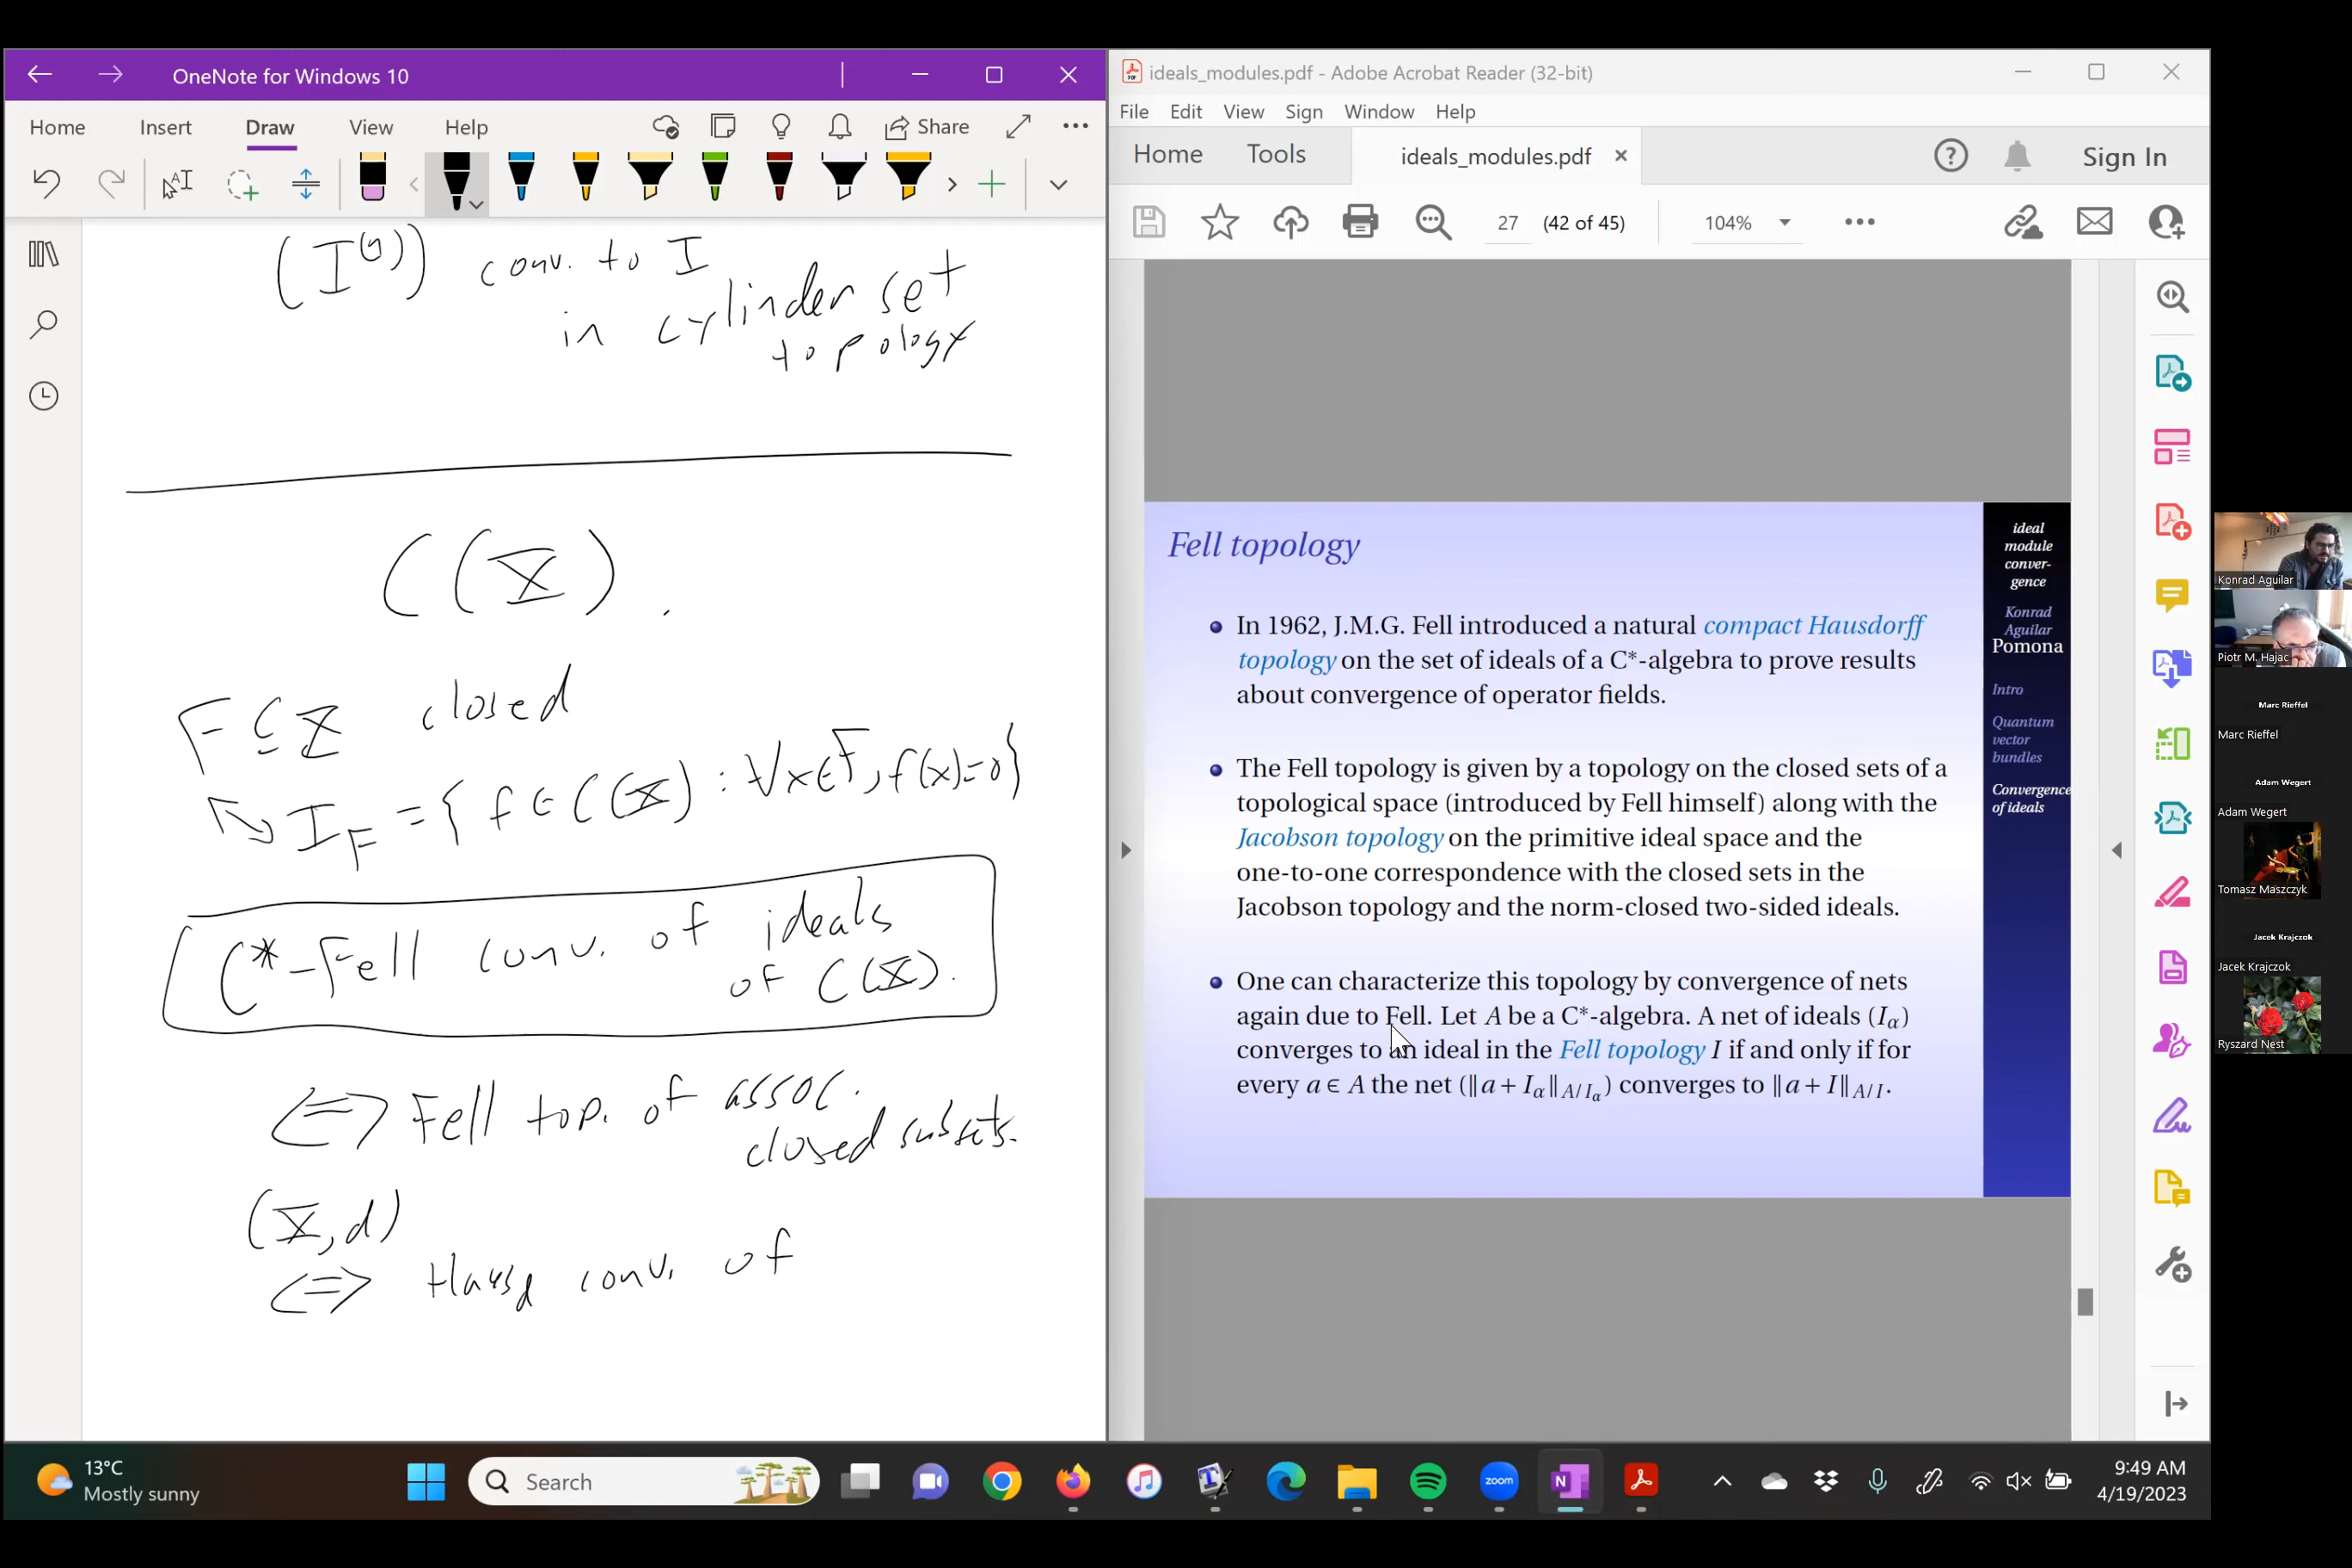 OneNote for Windows 10
Home Insert Draw View Help Share
(I^(n)) conv. to I
in cylinder set
topology
C(X).
F ⊆ X closed
↔ I_F = { f ∈ C(X) : ∀x∈F, f(x)=0}
C*-Fell conv. of ideals
of C(X).
⟺ Fell top. of assoc.
closed subsets.
(X, d)
⟺ Haus_d conv. of
ideals_modules.pdf - Adobe Acrobat Reader (32-bit)
File Edit View Sign Window Help
Home Tools ideals_modules.pdf × Sign In
27 (42 of 45) 104%
Fell topology
In 1962, J.M.G. Fell introduced a natural compact Hausdorff
topology on the set of ideals of a C*-algebra to prove results
about convergence of operator fields.
The Fell topology is given by a topology on the closed sets of a
topological space (introduced by Fell himself) along with the
Jacobson topology on the primitive ideal space and the
one-to-one correspondence with the closed sets in the
Jacobson topology and the norm-closed two-sided ideals.
One can characterize this topology by convergence of nets
again due to Fell. Let A be a C*-algebra. A net of ideals (I_α)
converges to an ideal in the Fell topology I if and only if for
every a ∈ A the net (‖a + I_α‖_{A/I_α}) converges to ‖a + I‖_{A/I}.
ideal
module
conver-
gence
Konrad
Aguilar
Pomona
Intro
Quantum
vector
bundles
Convergence
of ideals
Konrad Aguilar
Piotr M. Hajac
Marc Rieffel
Marc Rieffel
Adam Wegert
Adam Wegert
Tomasz Maszczyk
Jacek Krajczok
Jacek Krajczok
Ryszard Nest
13°C
Mostly sunny
Search
zoom
9:49 AM
4/19/2023